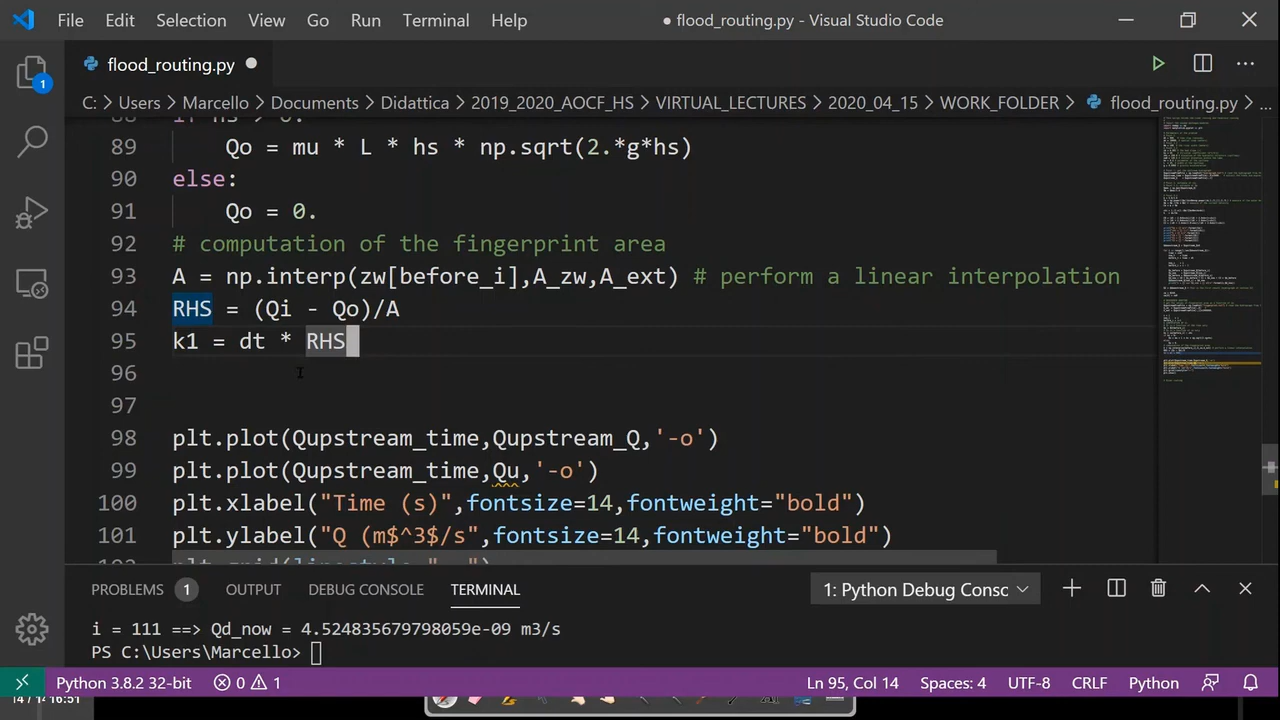 File Edit Selection View Go Run Terminal Help ● flood_routing.py - Visual Studio Code
flood_routing.py
C: > Users > Marcello > Documents > Didattica > 2019_2020_AOCF_HS > VIRTUAL_LECTURES > 2020_04_15 > WORK_FOLDER > flood_routing.py > ...
1
88 if hs > 0:
89 Qo = mu * L * hs * np.sqrt(2.*g*hs)
90 else:
91 Qo = 0.
92 # computation of the fingerprint area
93 A = np.interp(zw[before_i],A_zw,A_ext) # perform a linear interpolation
94 RHS = (Qi - Qo)/A
95 k1 = dt * RHS
96
97
98 plt.plot(Qupstream_time,Qupstream_Q,'-o')
99 plt.plot(Qupstream_time,Qu,'-o')
100 plt.xlabel("Time (s)",fontsize=14,fontweight="bold")
101 plt.ylabel("Q (m$^3$/s",fontsize=14,fontweight="bold")
PROBLEMS 1 OUTPUT DEBUG CONSOLE TERMINAL 1: Python Debug Consc
i = 111 ==> Qd_now = 4.524835679798059e-09 m3/s
PS C:\Users\Marcello>
Python 3.8.2 32-bit 0 1 Ln 95, Col 14 Spaces: 4 UTF-8 CRLF Python